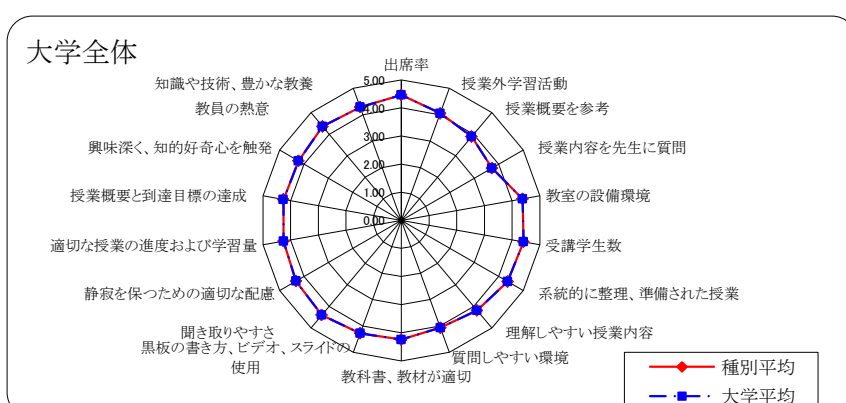 大学全体
出席率
授業外学習活動
授業概要を参考
授業内容を先生に質問
教室の設備環境
受講学生数
系統的に整理、準備された授業
理解しやすい授業内容
質問しやすい環境
教科書、教材が適切
黒板の書き方、ビデオ、スライドの
使用
聞き取りやすさ
静寂を保つための適切な配慮
適切な授業の進度および学習量
授業概要と到達目標の達成
興味深く、知的好奇心を触発
教員の熱意
知識や技術、豊かな教養
5.00
4.00
3.00
2.00
1.00
0.00
種別平均
大学平均